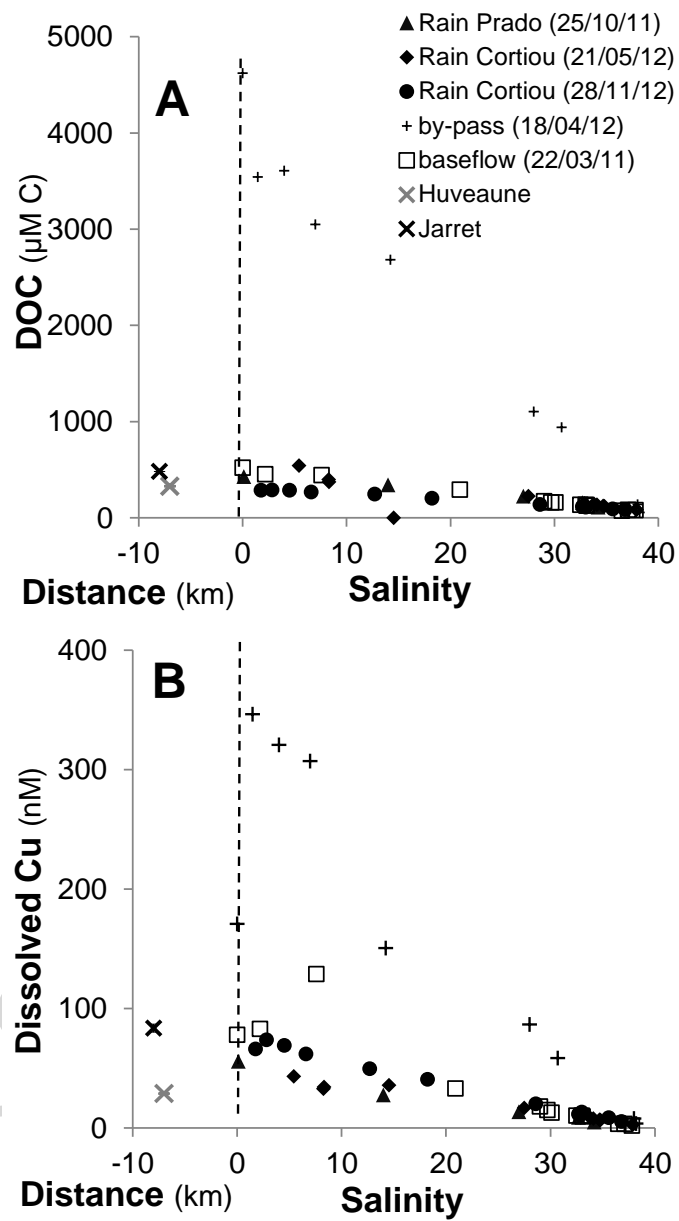 A
Rain Prado (25/10/11)
Rain Cortiou (21/05/12)
Rain Cortiou (28/11/12)
by-pass (18/04/12)
baseflow (22/03/11)
Huveaune
Jarret
DOC (µM C)
5000
4000
3000
2000
1000
0
-10 0 10 20 30 40
Distance (km) Salinity
B
Dissolved Cu (nM)
400
300
200
100
0
-10 0 10 20 30 40
Distance (km) Salinity